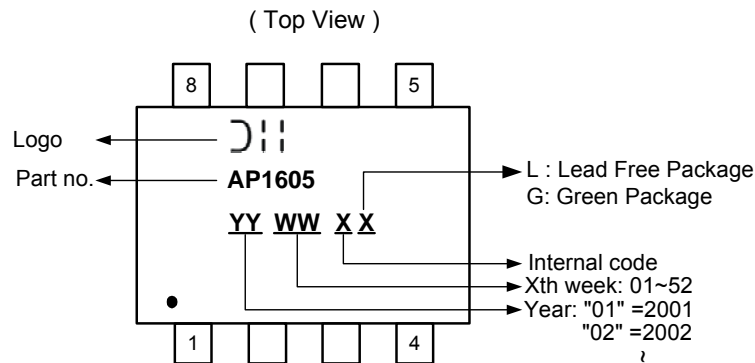 ( Top View )
8 5
Logo
Part no.
AP1605
YY WW X X
L : Lead Free Package
G: Green Package
Internal code
Xth week: 01~52
Year: "01" =2001
"02" =2002
~
1 4